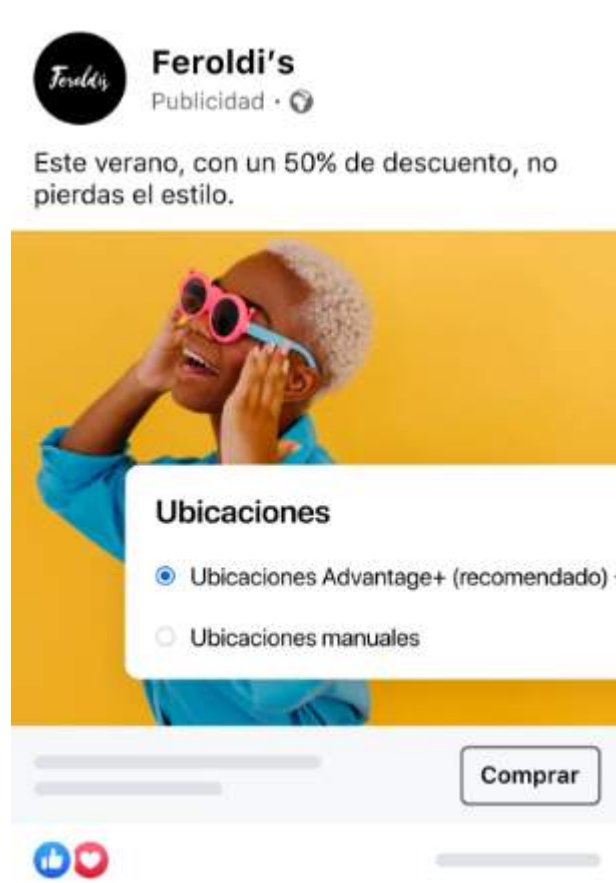 Feroldi's
Feroldi's
Publicidad ·
Este verano, con un 50% de descuento, no
pierdas el estilo.
Ubicaciones
Ubicaciones Advantage+ (recomendado)
Ubicaciones manuales
Comprar